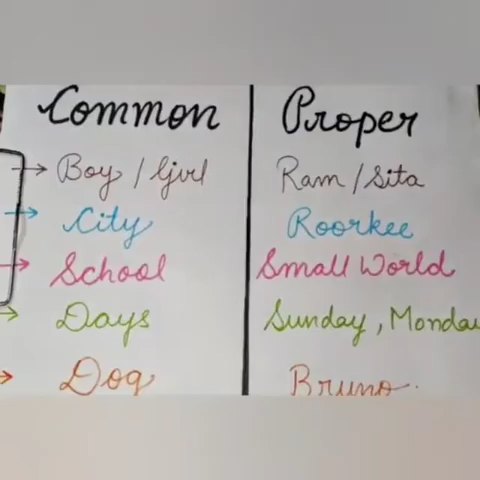 Common Proper
Boy / Girl Ram / Sita
City Roorkee
School Small World
Days Sunday, Monday
Dog Bruno.